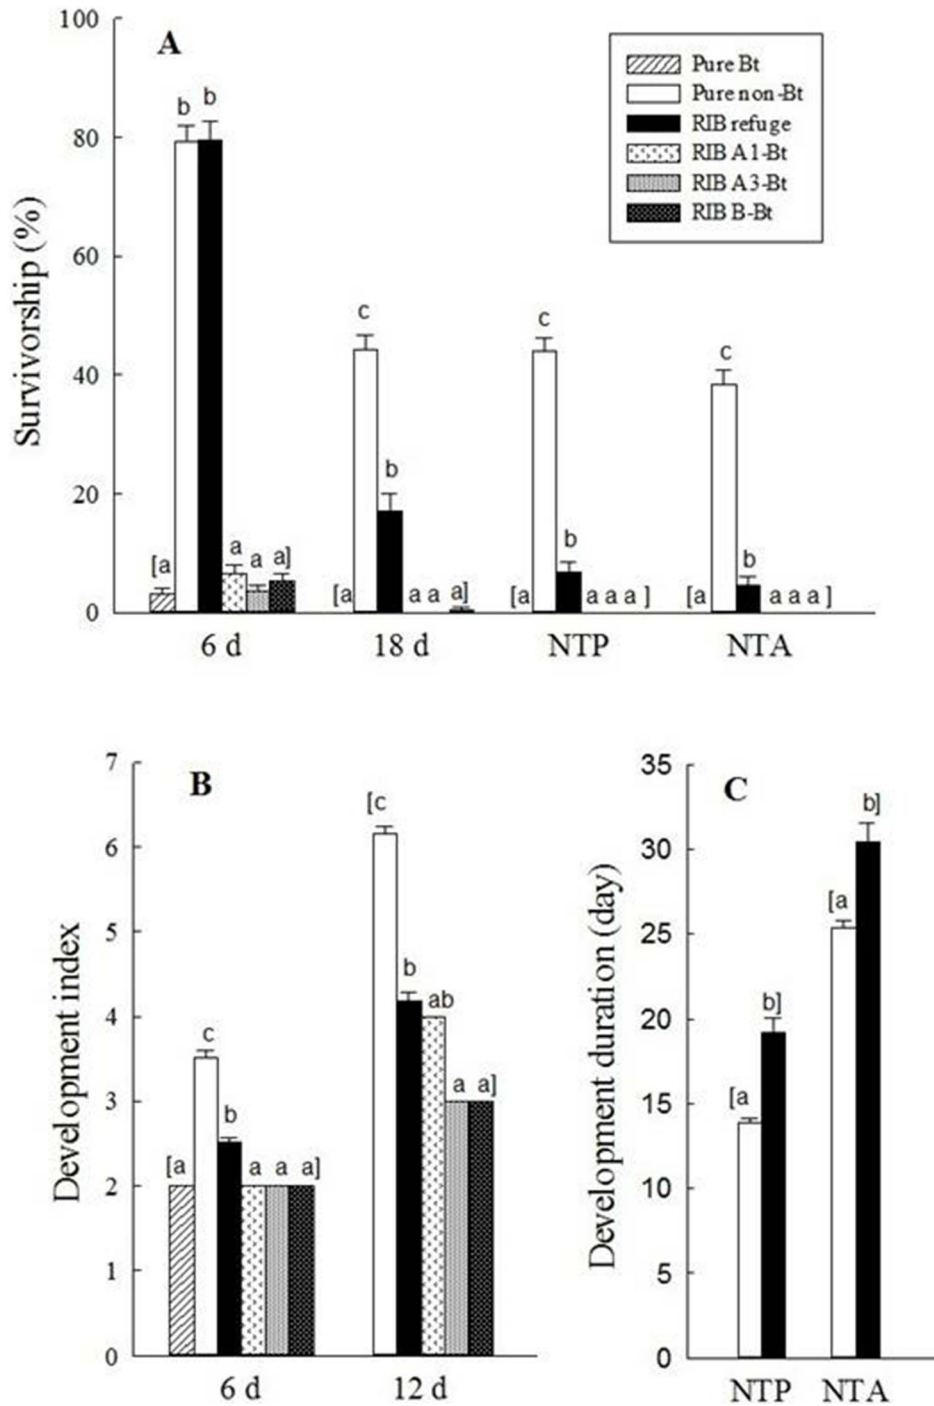 A
Survivorship (%)
100
80
60
40
20
0
Pure Bt
Pure non-Bt
RIB refuge
RIB A1-Bt
RIB A3-Bt
RIB B-Bt
[a b b a a a]
[a c b a a a]
[a c b a a a ]
[a c b a a a ]
6 d 18 d NTP NTA
B
Development index
7
6
5
4
3
2
1
0
[a c b a a a]
[c b ab a a]
6 d 12 d
C
Development duration (day)
35
30
25
20
15
10
5
0
[a b]
[a b]
NTP NTA